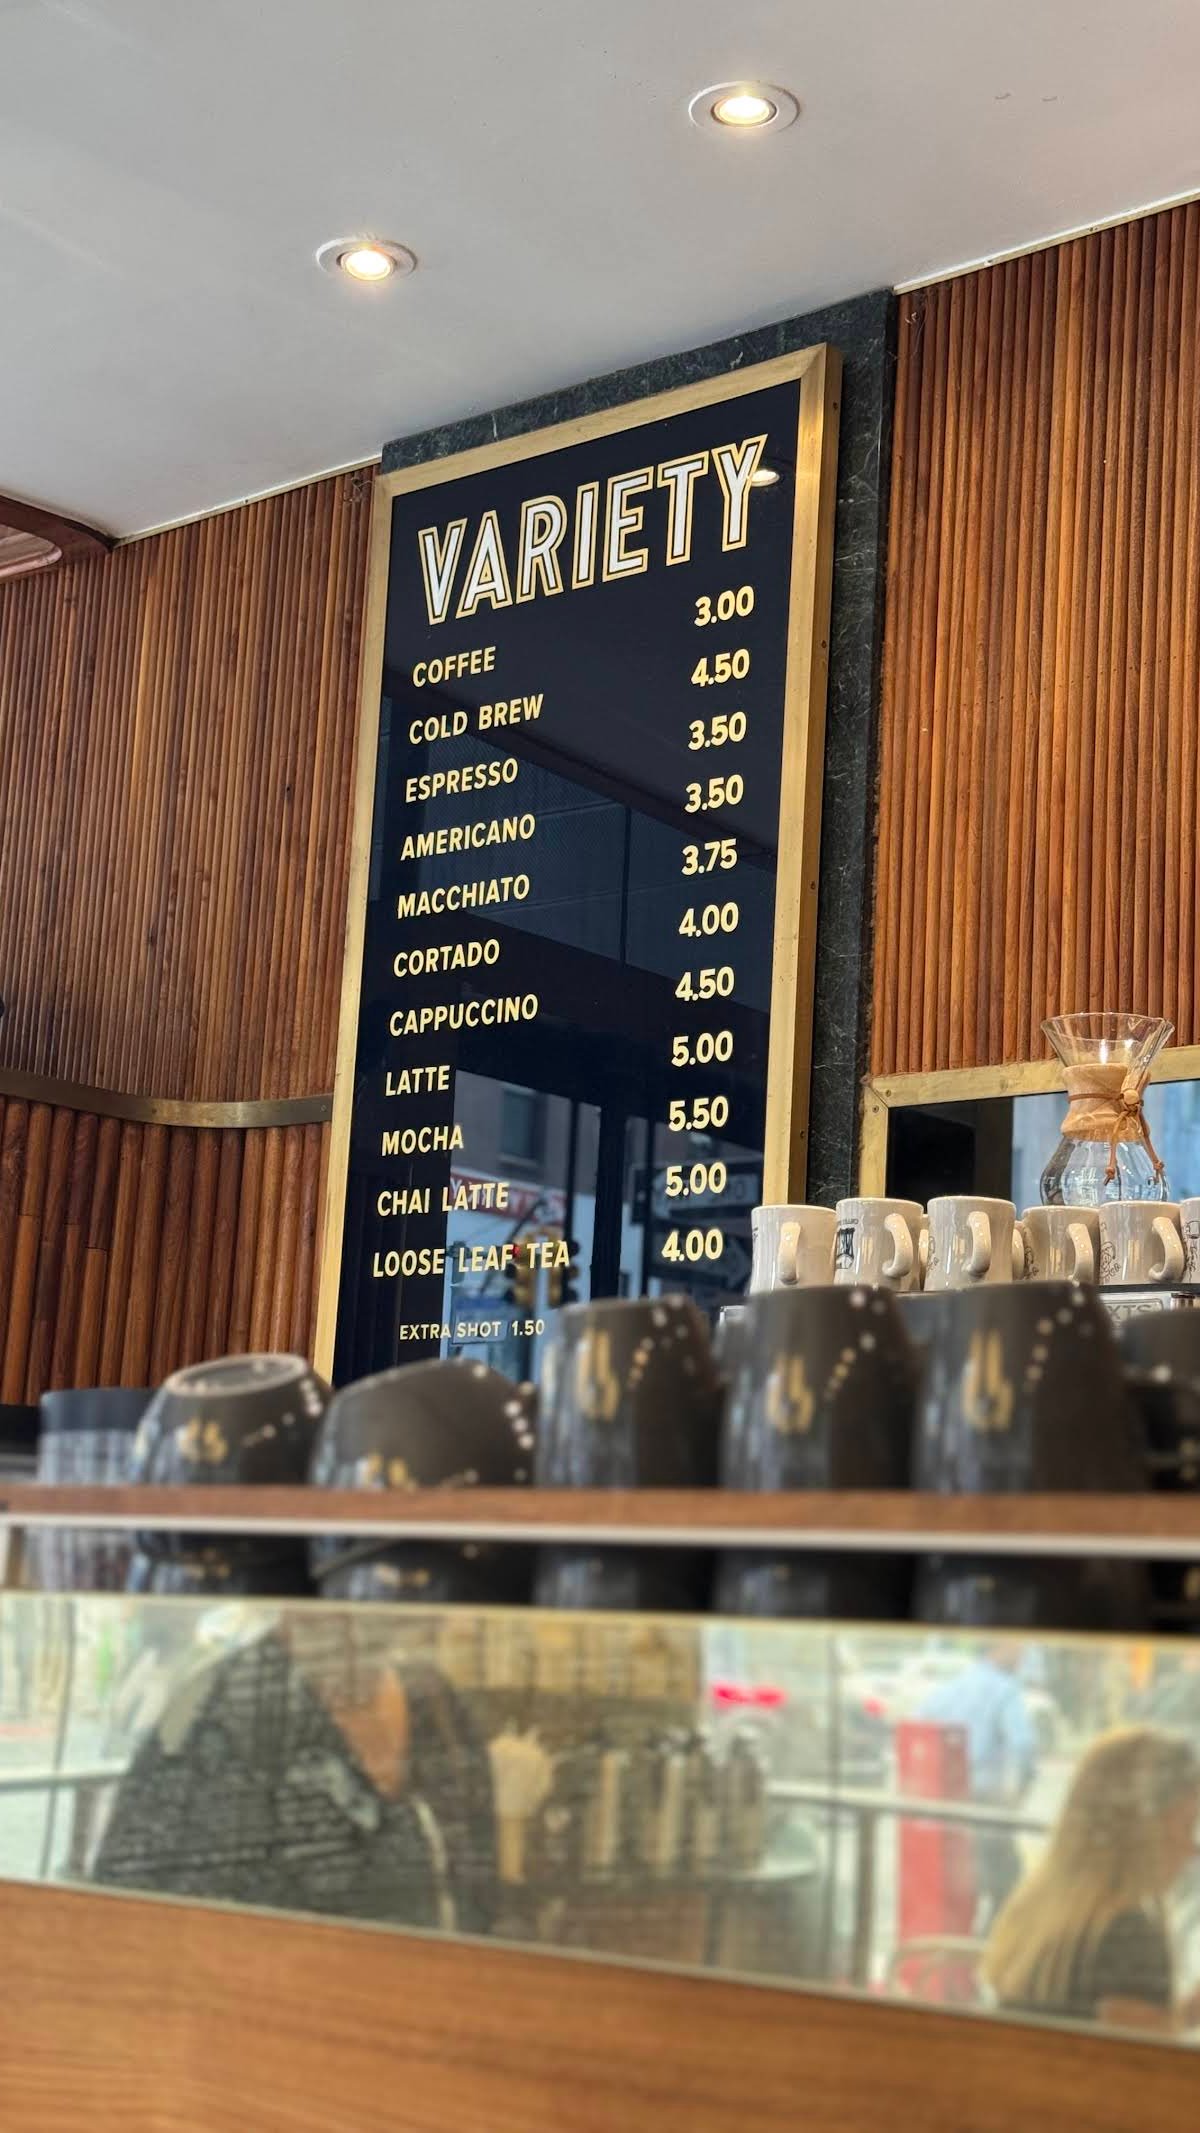 VARIETY
COFFEE 3.00
COLD BREW 4.50
ESPRESSO 3.50
AMERICANO 3.50
MACCHIATO 3.75
CORTADO 4.00
CAPPUCCINO 4.50
LATTE 5.00
MOCHA 5.50
CHAI LATTE 5.00
LOOSE LEAF TEA 4.00
EXTRA SHOT 1.50